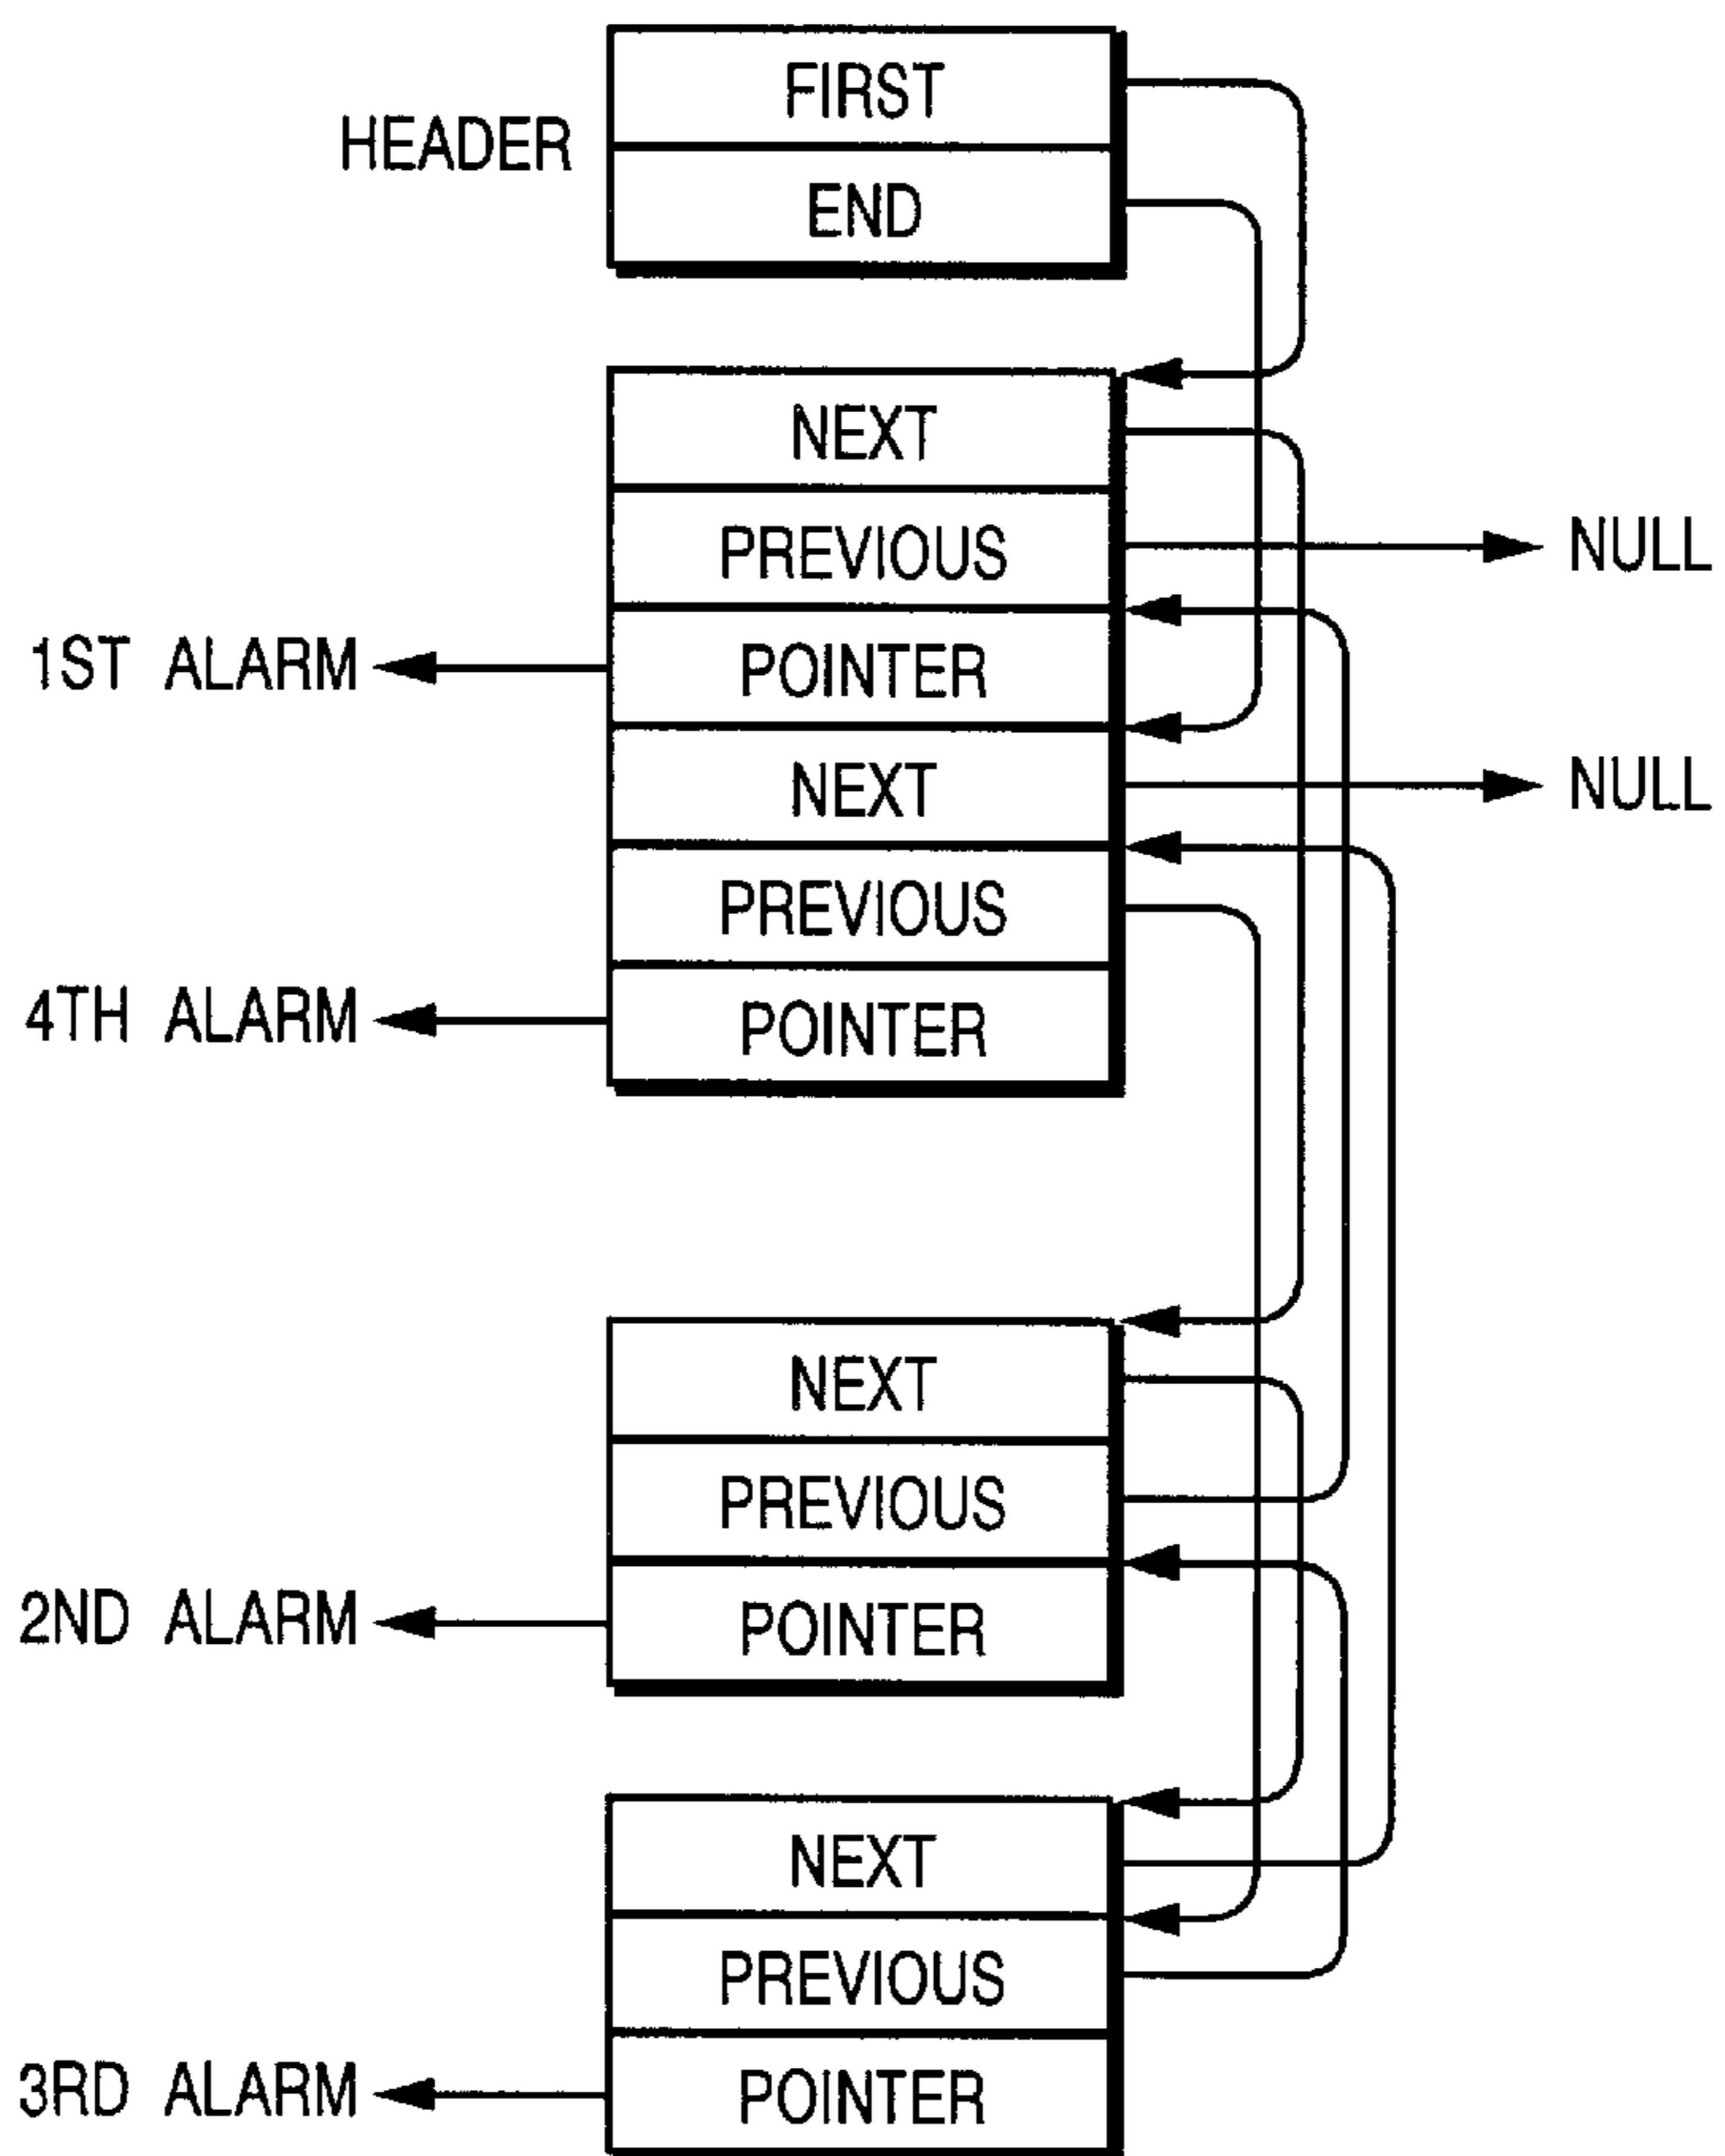 FIRST
HEADER
END
NEXT
PREVIOUS
NULL
1ST ALARM
POINTER
NEXT
NULL
PREVIOUS
4TH ALARM
POINTER
NEXT
PREVIOUS
2ND ALARM
POINTER
NEXT
PREVIOUS
3RD ALARM
POINTER